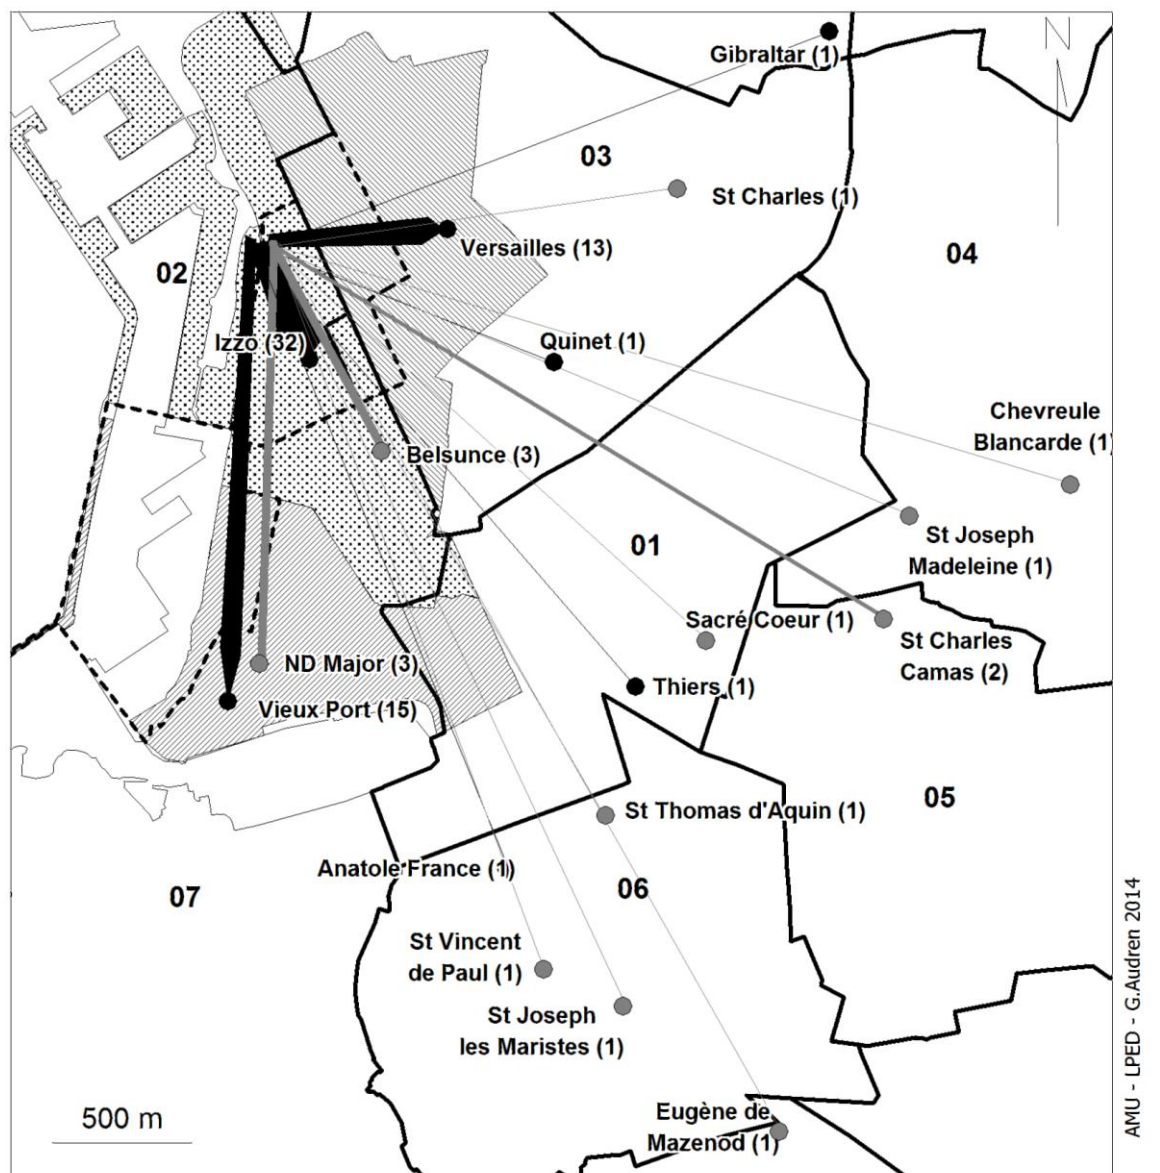 Gibraltar (1)
N
03
St Charles (1)
Versailles (13)
04
02
Izzo (32)
Quinet (1)
Chevreule
Blancarde (1)
Belsunce (3)
St Joseph
Madeleine (1)
01
Sacré Coeur (1)
St Charles
Camas (2)
ND Major (3)
Thiers (1)
Vieux Port (15)
St Thomas d'Aquin (1)
05
Anatole France (1)
06
07
St Vincent
de Paul (1)
St Joseph
les Maristes (1)
Eugène de
Mazenod (1)
500 m
AMU - LPED - G.Audren 2014